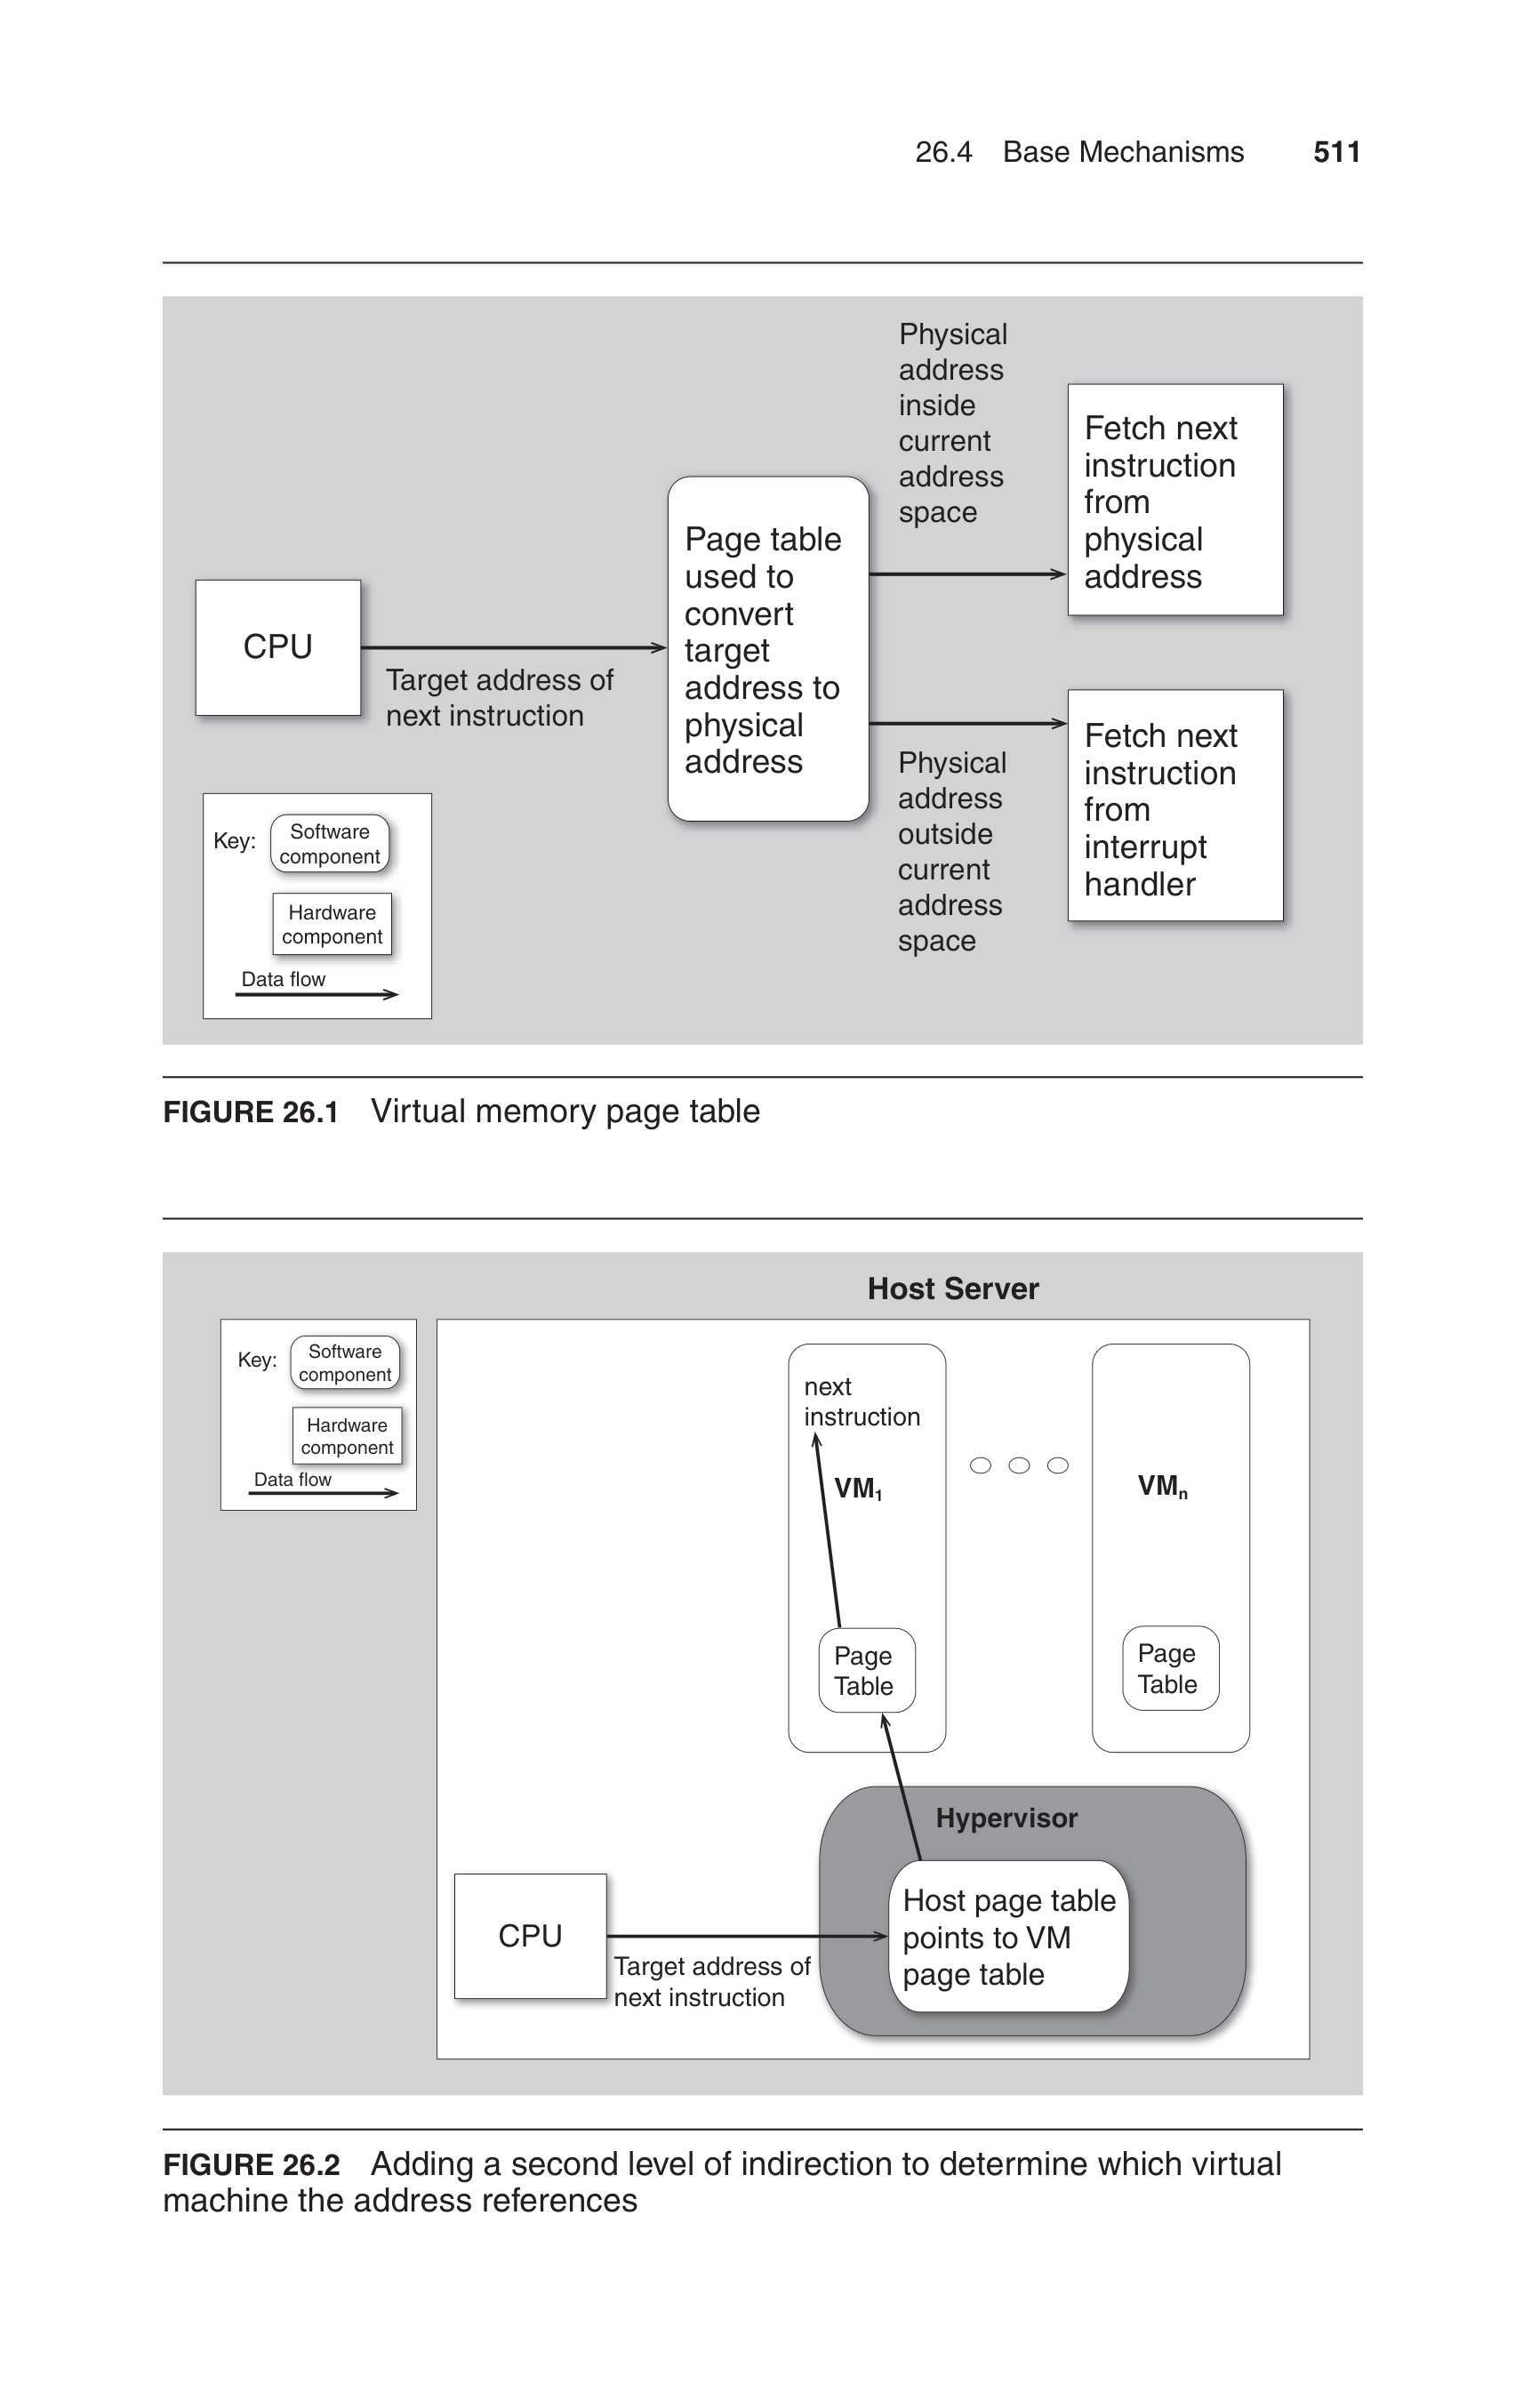 26.4 Base Mechanisms 511
Physical
address
inside
current
address
space
Fetch next
instruction
from
physical
address
Page table
used to
convert
target
address to
physical
address
CPU
Target address of
next instruction
Physical
address
outside
current
address
space
Fetch next
instruction
from
interrupt
handler
Key:
Software
component
Hardware
component
Data flow
FIGURE 26.1 Virtual memory page table
Host Server
Key:
Software
component
Hardware
component
Data flow
next
instruction
VM1
VMn
Page
Table
Page
Table
Hypervisor
Host page table
points to VM
page table
CPU
Target address of
next instruction
FIGURE 26.2 Adding a second level of indirection to determine which virtual
machine the address references